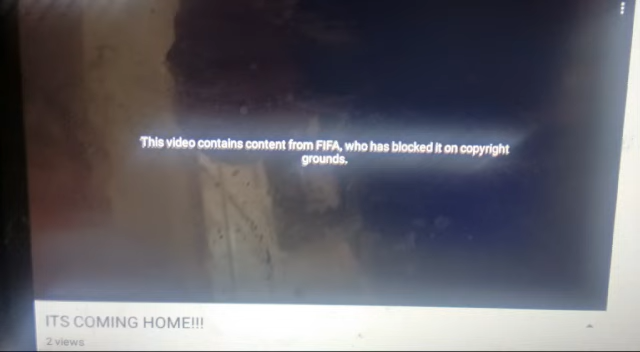 This video contains content from FIFA, who has blocked it on copyright
grounds.
ITS COMING HOME!!!
2 views